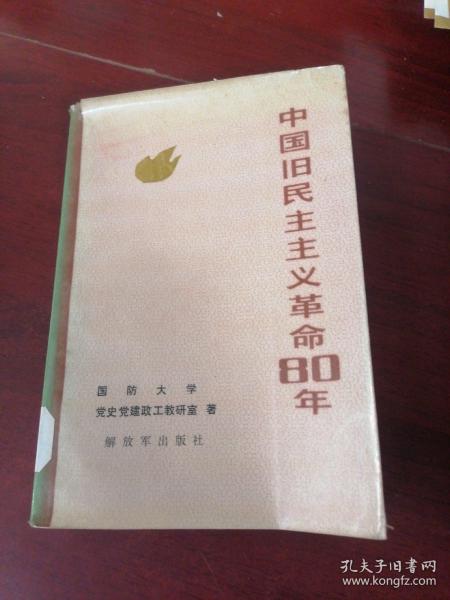 中国旧民主主义革命80年
国防大学
党史党建政工教研室 著
解放军出版社
孔夫子旧书网
www.kongfz.com